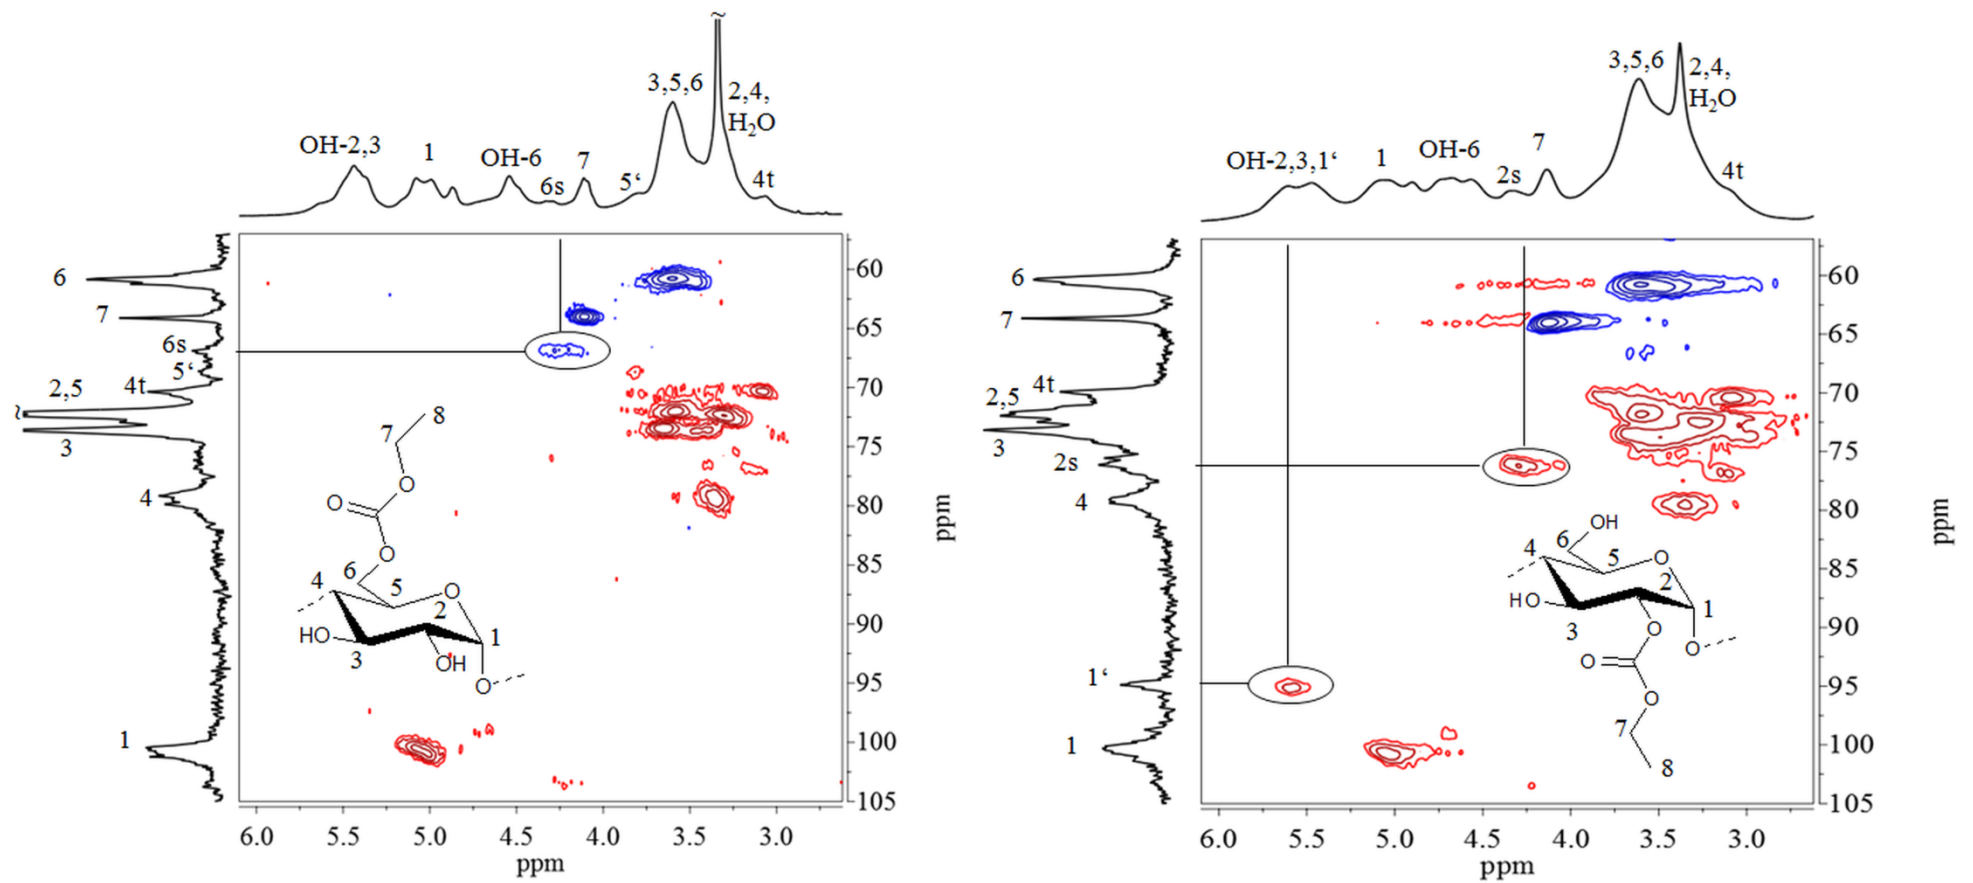 ~
3,5,6
2,4,
H₂O
OH-2,3
1
OH-6
6s
7
5‘
4t
6
7
6s
5‘
4t
2,5
~
3
4
1
60
65
70
75
80
85
90
95
100
105
ppm
8
7
O
O
O
6
4
5
O
2
HO
3
OH
1
O
6.0 5.5 5.0 4.5 4.0 3.5 3.0
ppm
3,5,6
2,4,
H₂O
OH-2,3,1‘
1
OH-6
2s
7
4t
6
7
4t
2,5
3
2s
4
1‘
1
60
65
70
75
80
85
90
95
100
105
ppm
OH
6
4
5
O
2
HO
1
3
O
O
O
O
7
8
6.0 5.5 5.0 4.5 4.0 3.5 3.0
ppm